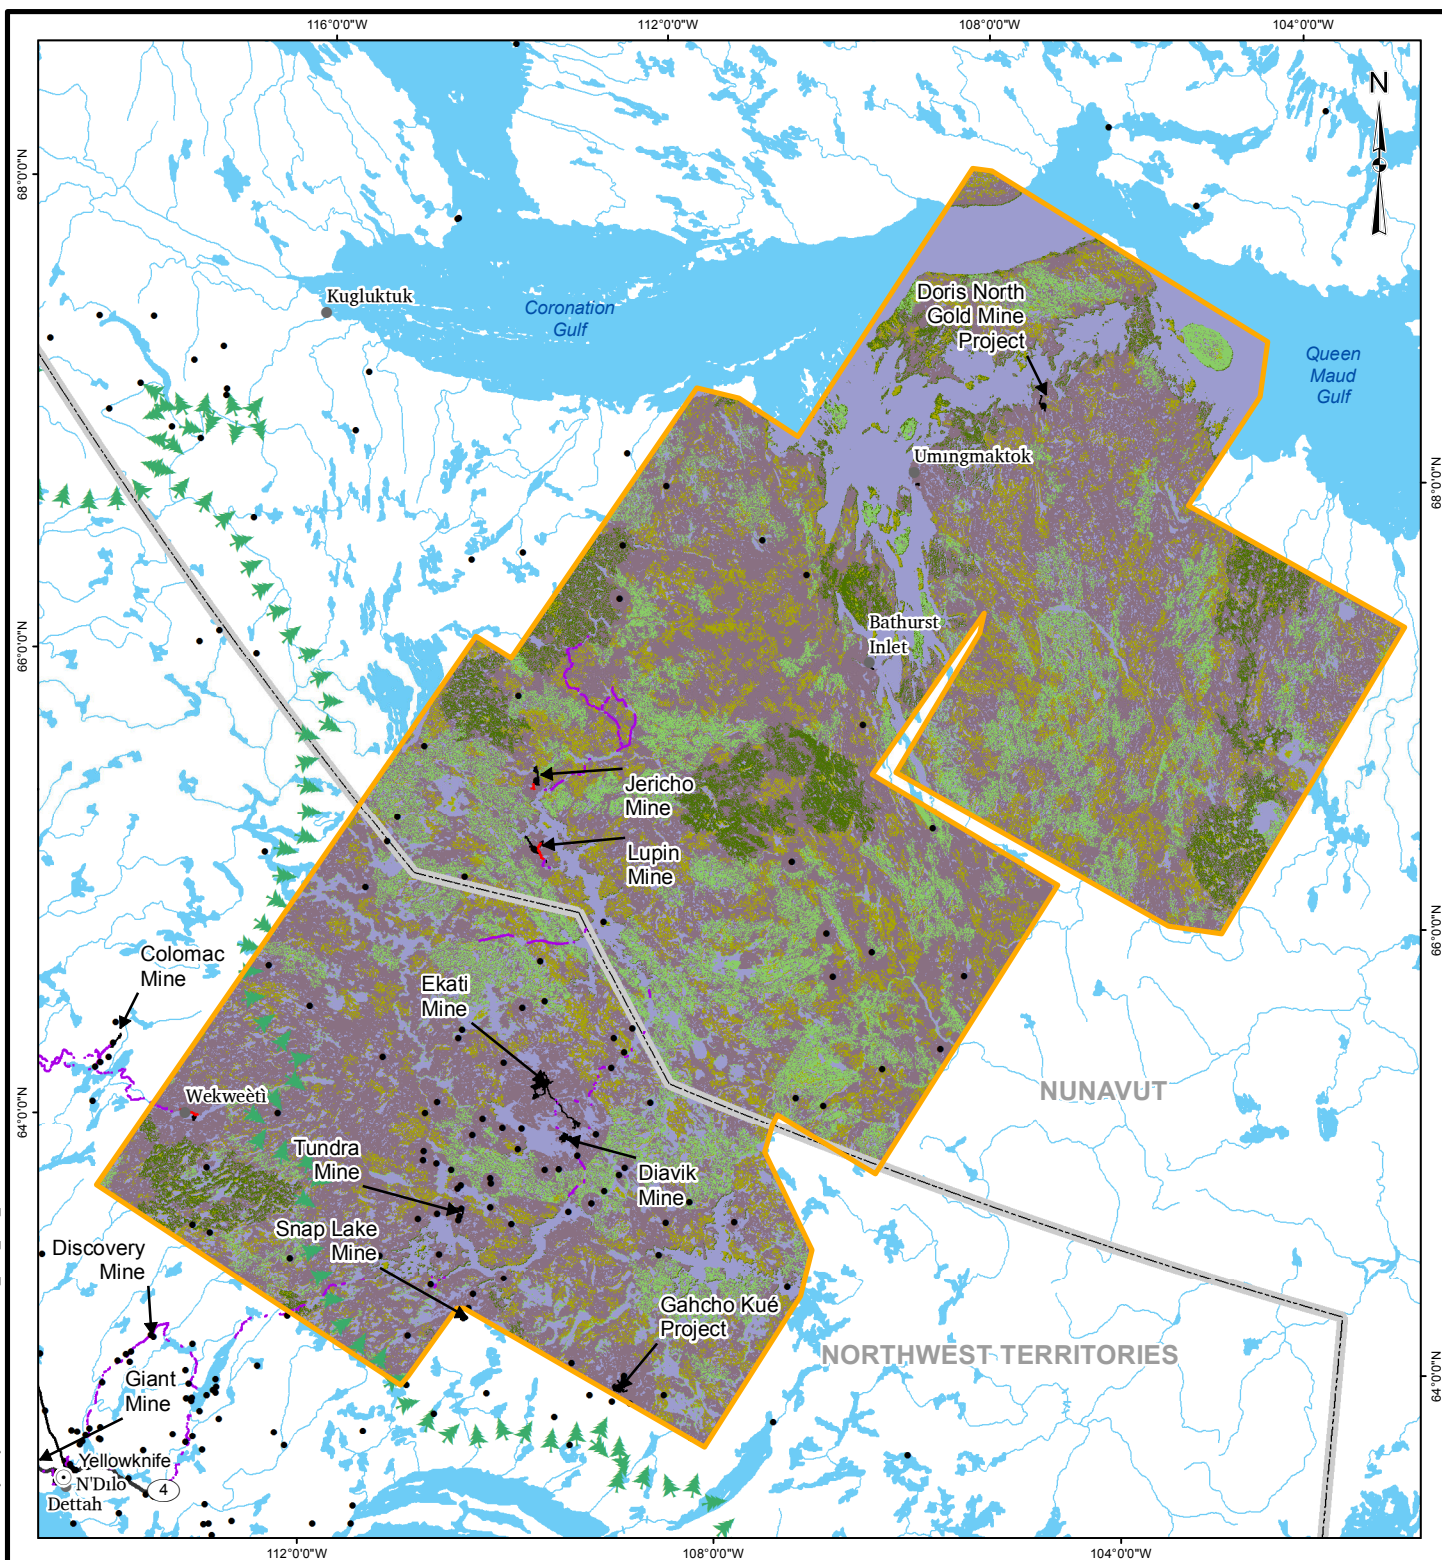 116°0'0"W
112°0'0"W
108°0'0"W
104°0'0"W
N
68°0'0"N
Kugluktuk
Coronation
Gulf
Doris North
Gold Mine
Project
Queen
Maud
Gulf
Umıngmaktok
68°0'0"N
Bathurst
Inlet
66°0'0"N
Jericho
Mine
Lupin
Mine
66°0'0"N
Colomac
Mine
Ekati
Mine
NUNAVUT
Wekweètì
64°0'0"N
Tundra
Mine
Diavik
Mine
Snap Lake
Mine
Discovery
Mine
Gahcho Kué
Project
NORTHWEST TERRITORIES
64°0'0"N
Giant
Mine
Yellowknife
N'Dılo
Dettah
4
112°0'0"W
108°0'0"W
104°0'0"W